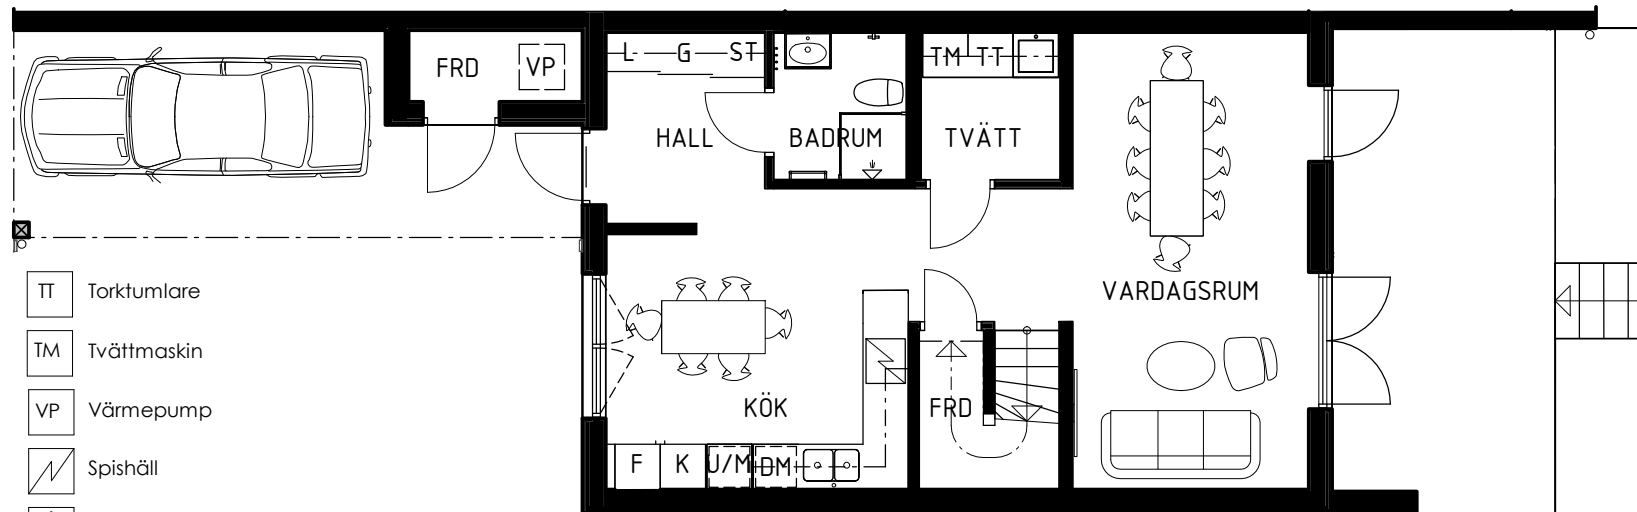 L G ST
FRD VP
TM TT
HALL
BADRUM
TVÄTT
VARDAGSRUM
KÖK
FRD
F K U/M DM
TT Torktumlare
TM Tvättmaskin
VP Värmepump
Spishäll